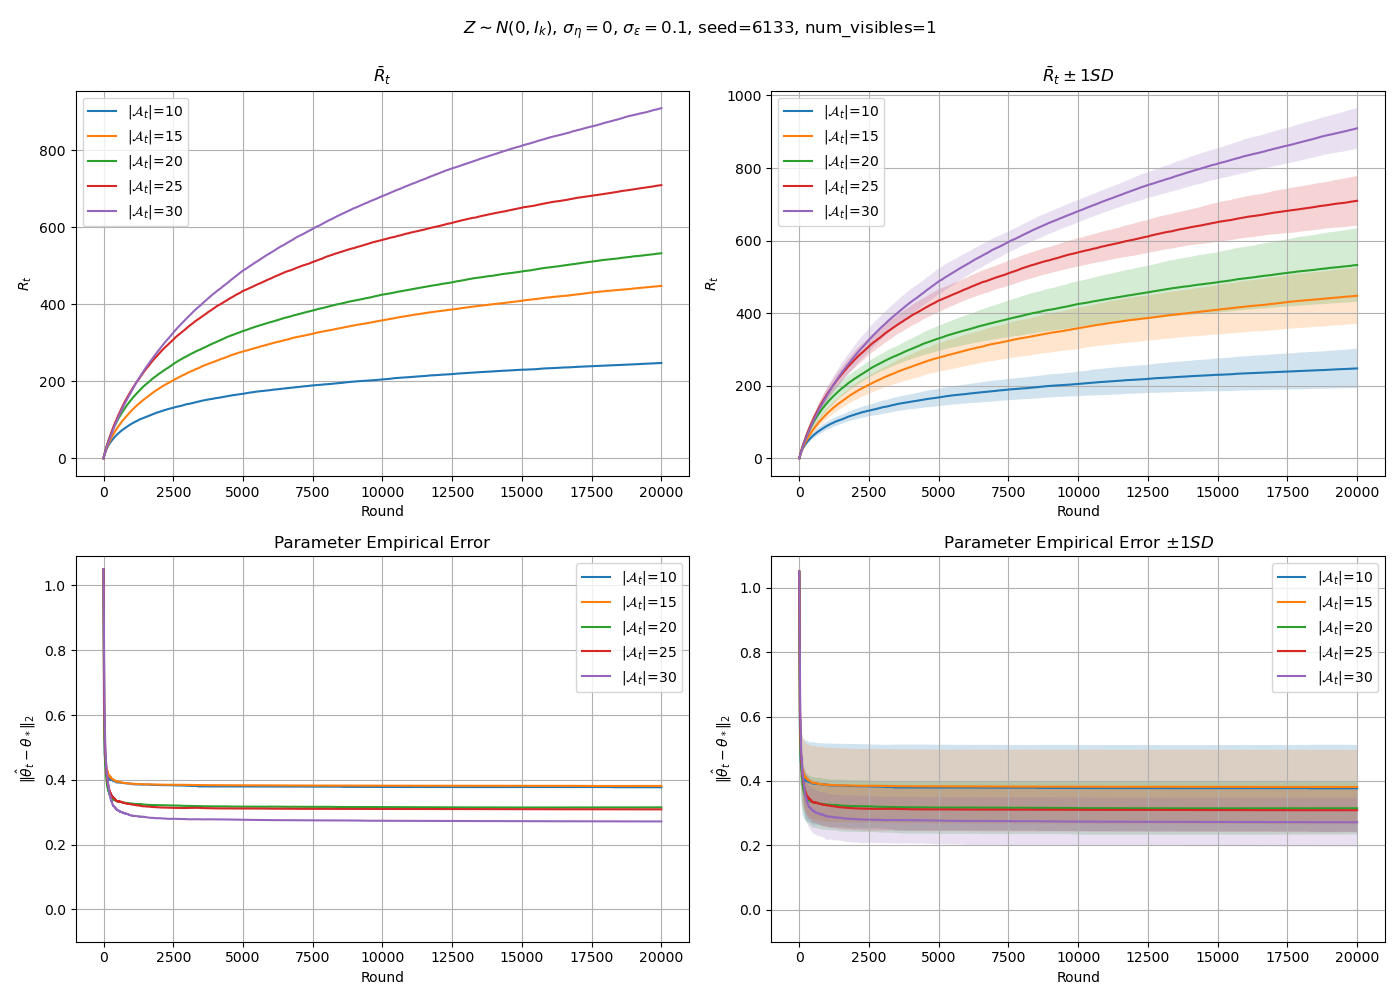 Z ~ N(0, I_k), σ_η = 0, σ_ε = 0.1, seed=6133, num_visibles=1
R̄_t
R_t
800
600
400
200
0
|𝒜_t|=10
|𝒜_t|=15
|𝒜_t|=20
|𝒜_t|=25
|𝒜_t|=30
0 2500 5000 7500 10000 12500 15000 17500 20000
Round
R̄_t ± 1SD
R_t
1000
800
600
400
200
0
|𝒜_t|=10
|𝒜_t|=15
|𝒜_t|=20
|𝒜_t|=25
|𝒜_t|=30
0 2500 5000 7500 10000 12500 15000 17500 20000
Round
Parameter Empirical Error
‖θ̂_t − θ_*‖_2
1.0
0.8
0.6
0.4
0.2
0.0
|𝒜_t|=10
|𝒜_t|=15
|𝒜_t|=20
|𝒜_t|=25
|𝒜_t|=30
0 2500 5000 7500 10000 12500 15000 17500 20000
Round
Parameter Empirical Error ±1SD
‖θ̂_t − θ_*‖_2
1.0
0.8
0.6
0.4
0.2
0.0
|𝒜_t|=10
|𝒜_t|=15
|𝒜_t|=20
|𝒜_t|=25
|𝒜_t|=30
0 2500 5000 7500 10000 12500 15000 17500 20000
Round